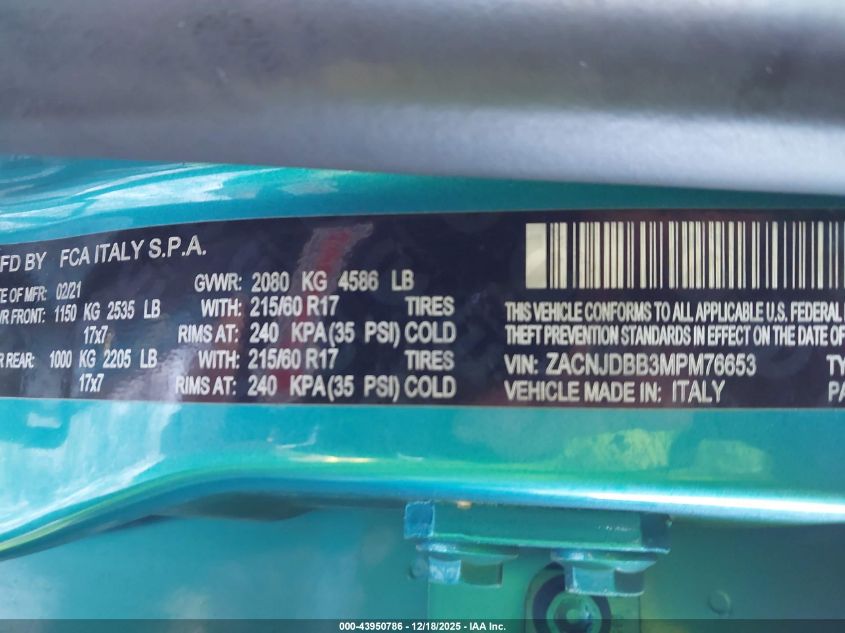 FD BY FCA ITALY S.P.A.
TE OF MFR: 02/21
GVWR: 2080 KG 4586 LB
WR FRONT: 1150 KG 2535 LB WITH: 215/60 R17 TIRES
17x7 RIMS AT: 240 KPA (35 PSI) COLD
R REAR: 1000 KG 2205 LB WITH: 215/60 R17 TIRES
17x7 RIMS AT: 240 KPA (35 PSI) COLD
THIS VEHICLE CONFORMS TO ALL APPLICABLE U.S. FEDERAL
THEFT PREVENTION STANDARDS IN EFFECT ON THE DATE OF
VIN: ZACNJDBB3MPM76653 TY
VEHICLE MADE IN: ITALY PA
000-43950786 - 12/18/2025 - IAA Inc.